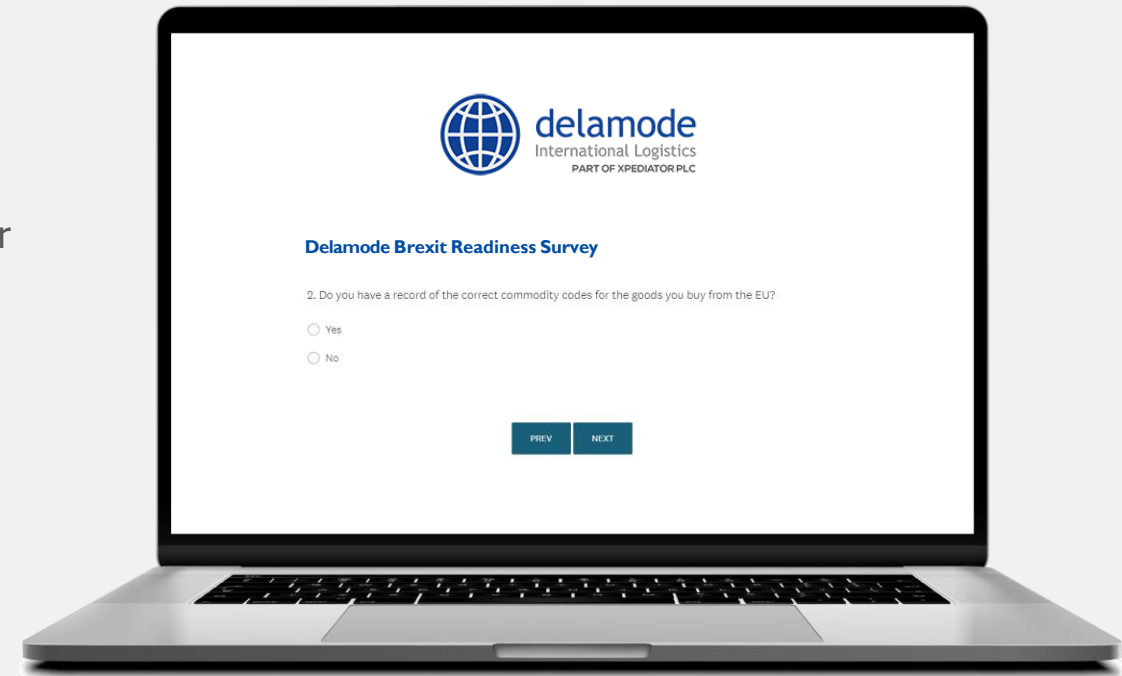 r
delamode
International Logistics
PART OF XPEDIATOR PLC
Delamode Brexit Readiness Survey
2. Do you have a record of the correct commodity codes for the goods you buy from the EU?
Yes
No
PREV NEXT